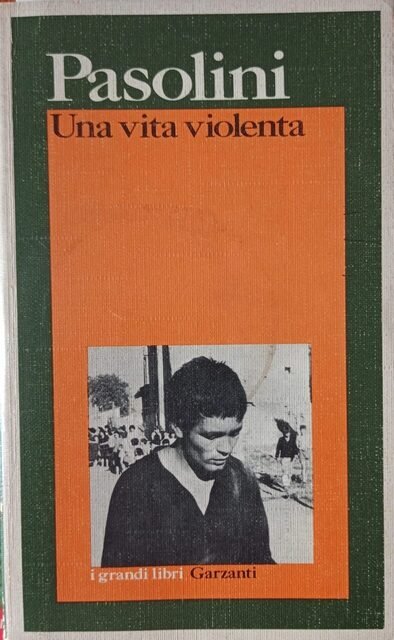 Pasolini
Una vita violenta
i grandi libri Garzanti